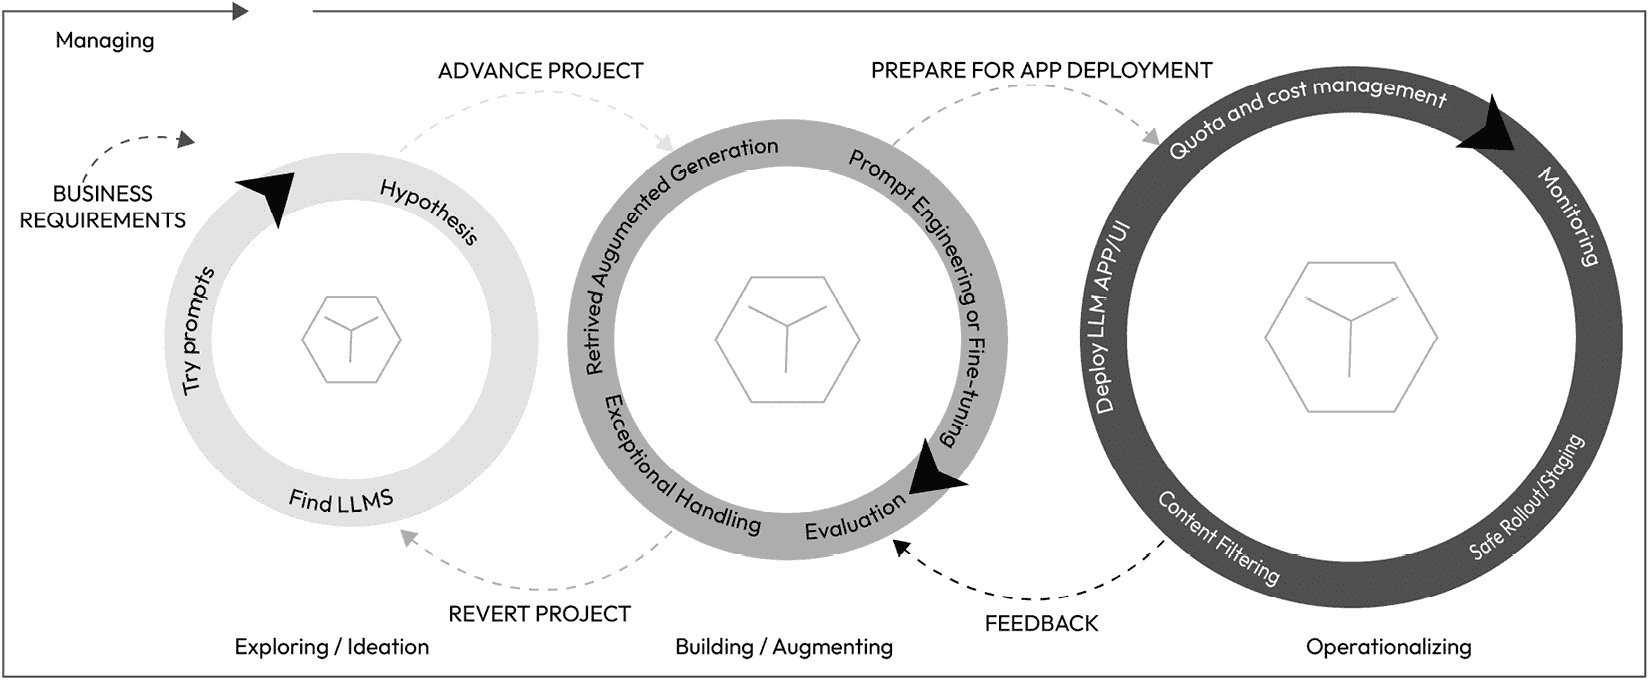 Managing
ADVANCE PROJECT
PREPARE FOR APP DEPLOYMENT
BUSINESS
REQUIREMENTS
Hypothesis
Try prompts
Find LLMS
Retrived Augumented Generation
Prompt Engineering or Fine-tuning
Exceptional Handling
Evaluation
Quota and cost management
Monitoring
Deploy LLM APP/UI
Content Filtering
Safe Rollout/Staging
REVERT PROJECT
FEEDBACK
Exploring / Ideation
Building / Augmenting
Operationalizing